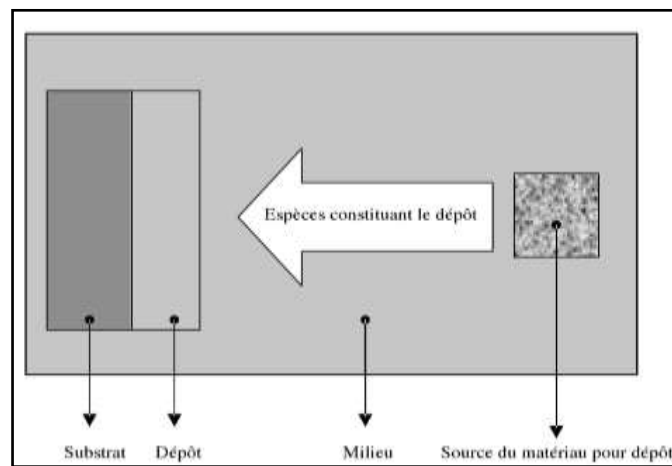 Espèces constituant le dépôt
Substrat Dépôt Milieu Source du matériau pour dépôt